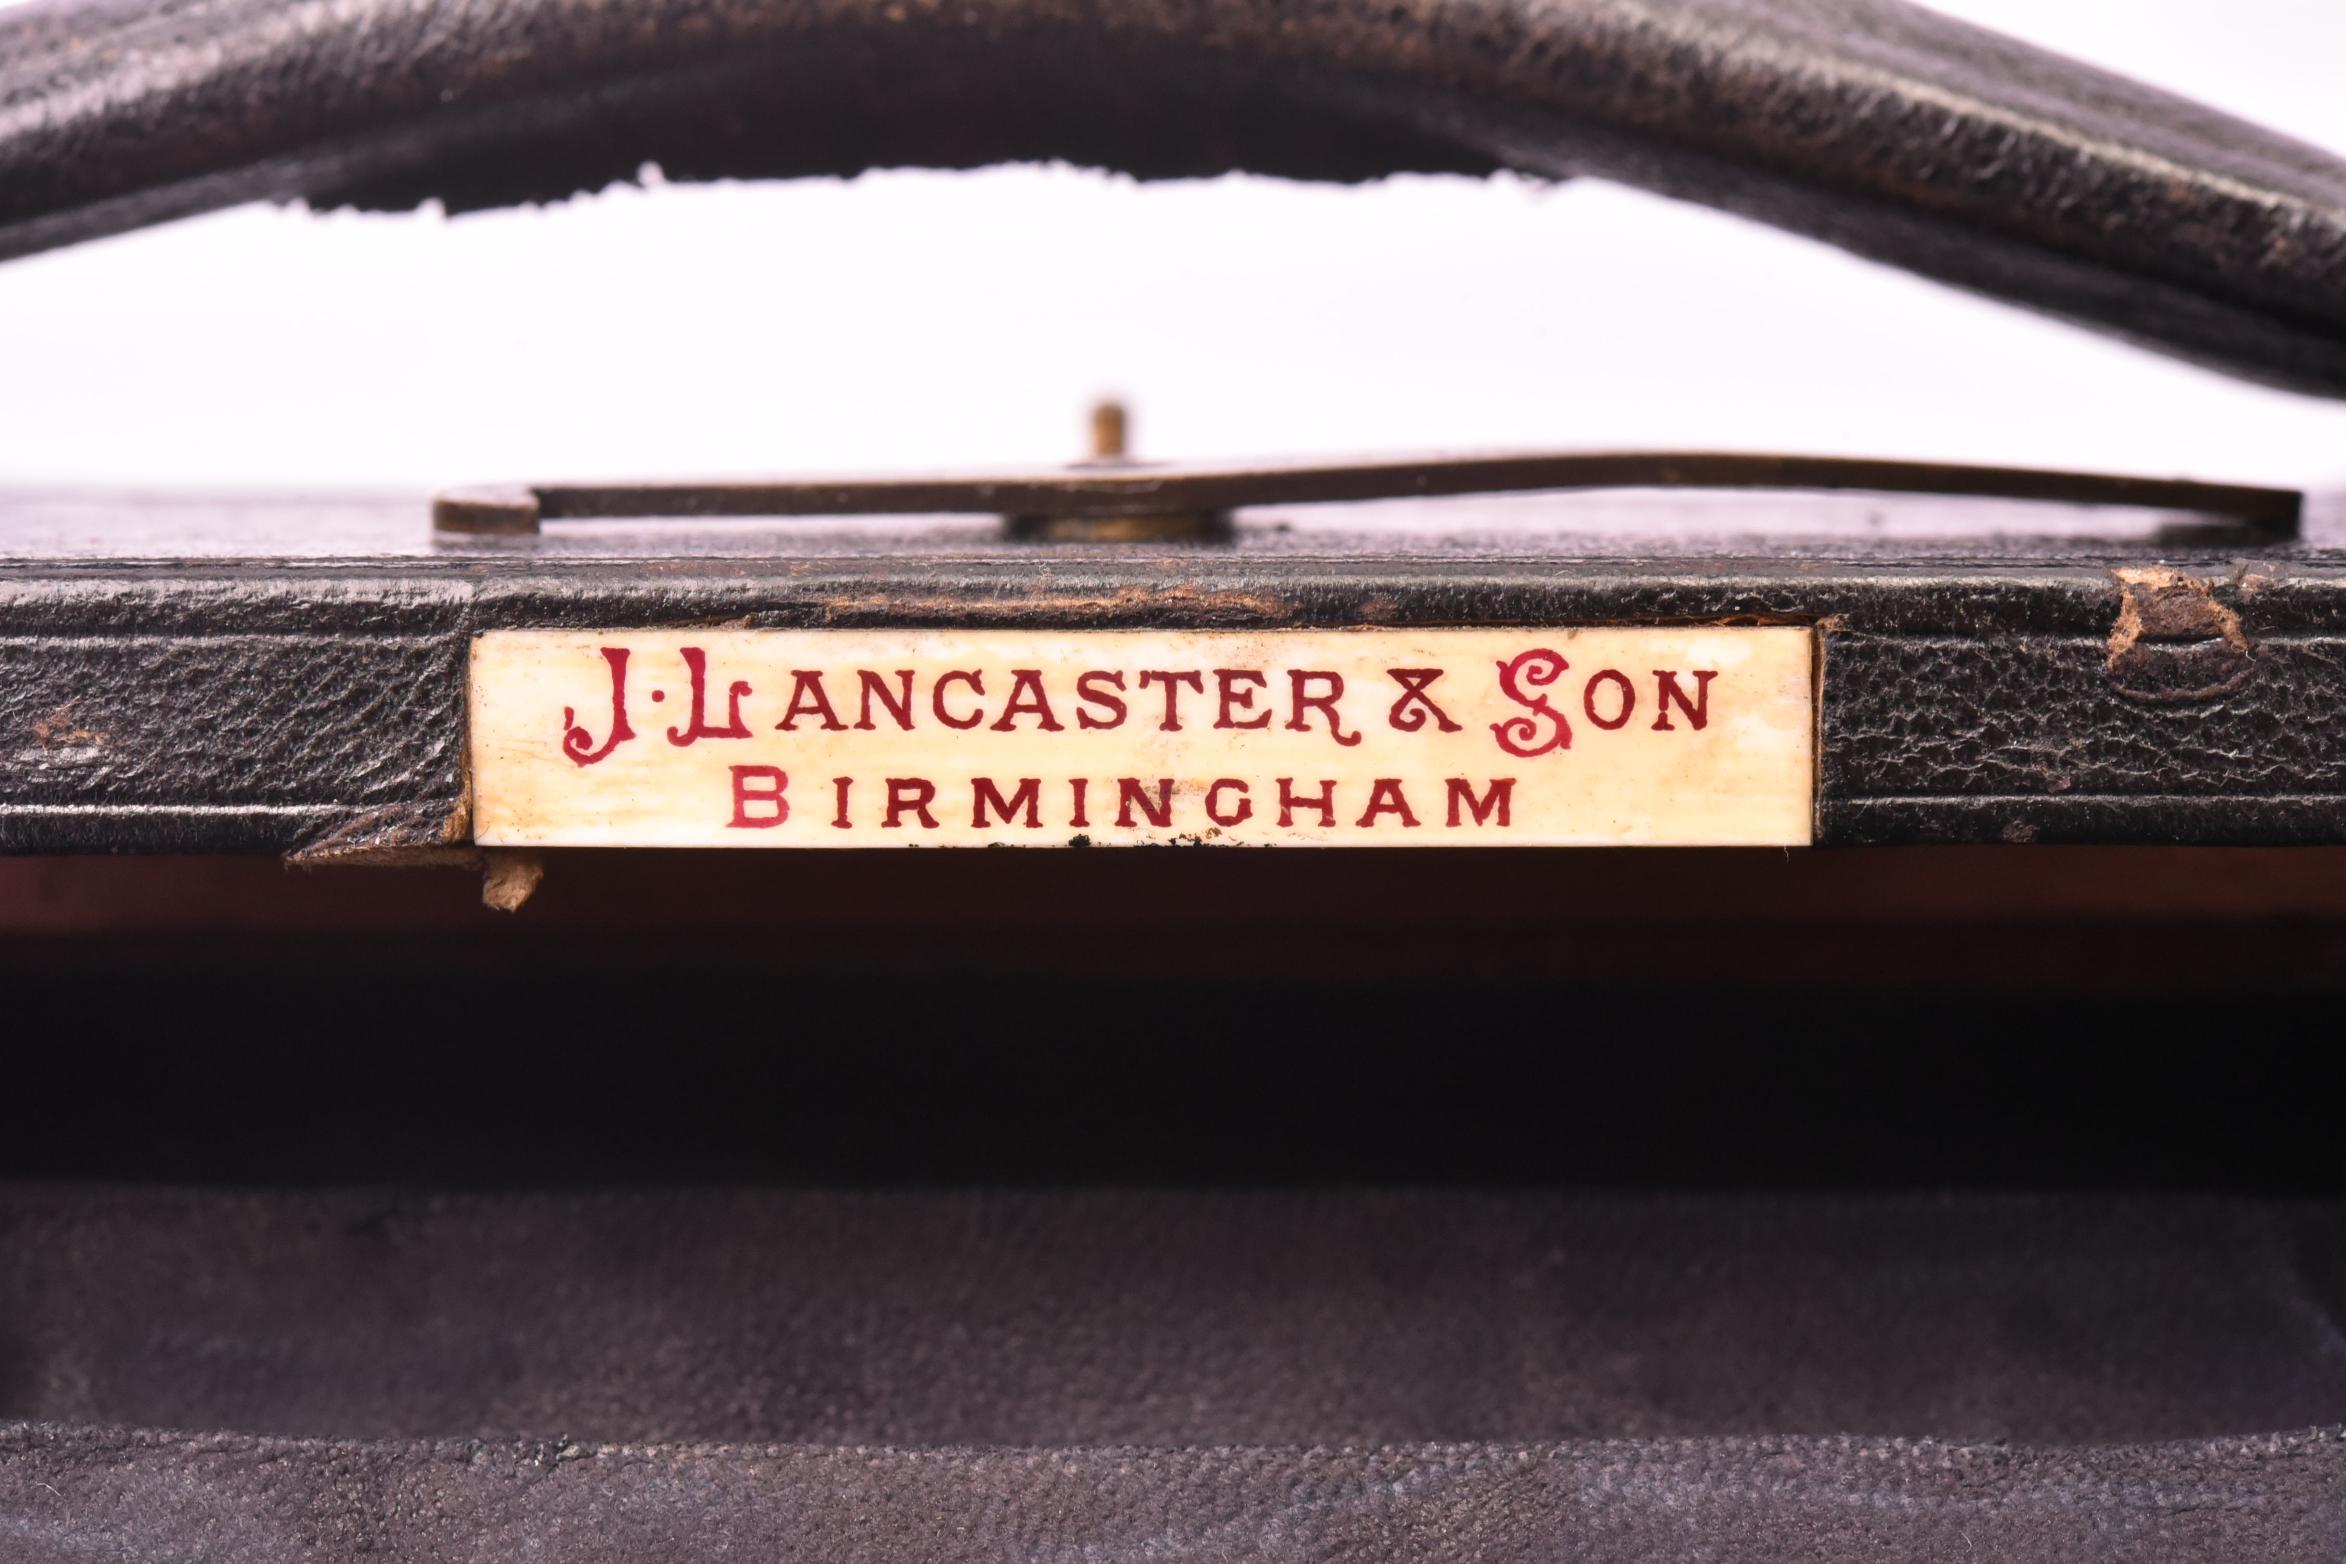 J. Lancaster & Son
Birmingham